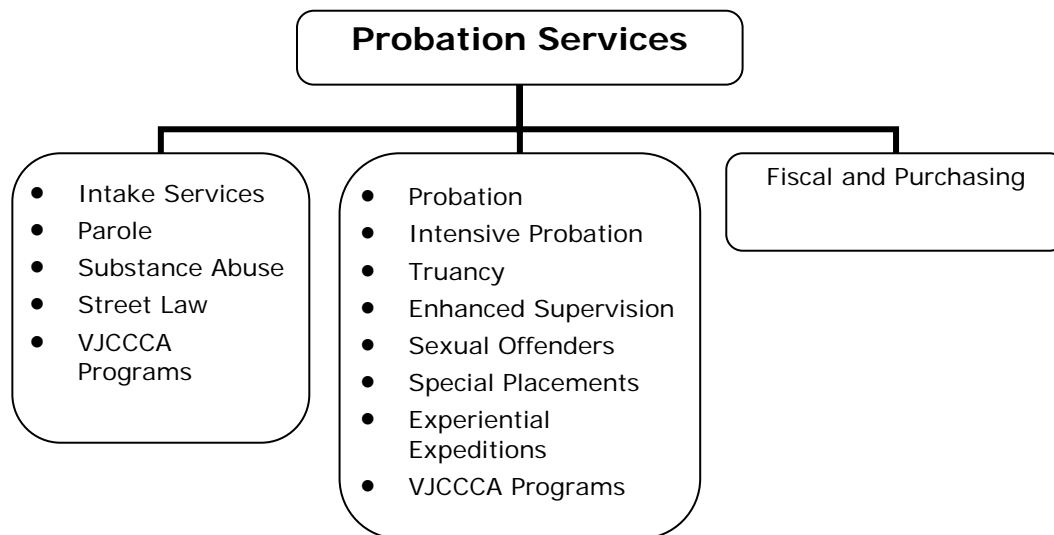 Probation Services
• Intake Services
• Parole
• Substance Abuse
• Street Law
• VJCCCA
Programs
• Probation
• Intensive Probation
• Truancy
• Enhanced Supervision
• Sexual Offenders
• Special Placements
• Experiential
Expeditions
• VJCCCA Programs
Fiscal and Purchasing